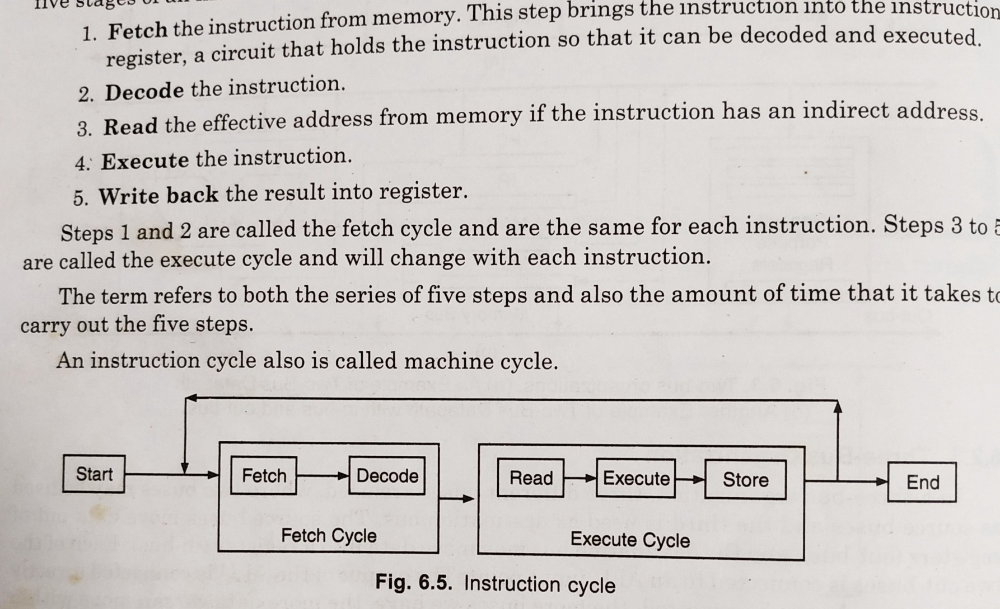 five stages of an
1. Fetch the instruction from memory. This step brings the instruction into the instruction
register, a circuit that holds the instruction so that it can be decoded and executed.
2. Decode the instruction.
3. Read the effective address from memory if the instruction has an indirect address.
4. Execute the instruction.
5. Write back the result into register.
Steps 1 and 2 are called the fetch cycle and are the same for each instruction. Steps 3 to 5
are called the execute cycle and will change with each instruction.
The term refers to both the series of five steps and also the amount of time that it takes to
carry out the five steps.
An instruction cycle also is called machine cycle.
Start
Fetch
Decode
Read
Execute
Store
End
Fetch Cycle
Execute Cycle
Fig. 6.5. Instruction cycle